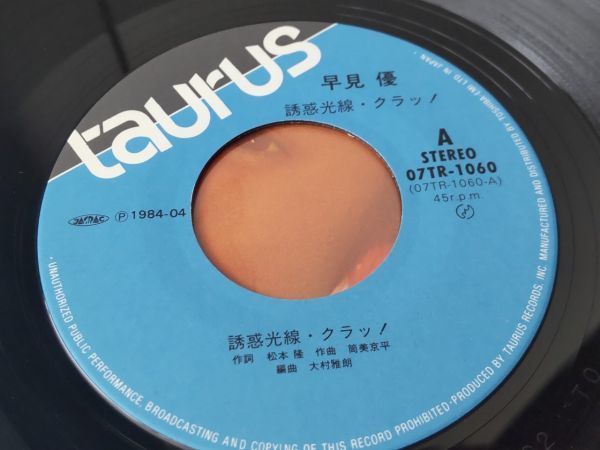 taurus
早見 優
誘惑光線・クラッ!
A
STEREO
07TR-1060
(07TR-1060-A)
45r.p.m.
JASRAC Ⓟ1984-04
誘惑光線・クラッ!
作詞 松本 隆 作曲 筒美京平
編曲 大村雅朗
・UNAUTHORIZED PUBLIC PERFORMANCE, BROADCASTING AND COPYING OF THIS RECORD PROHIBITED・PRODUCED BY TAURUS RECORDS, INC. MANUFACTURED AND DISTRIBUTED BY TOSHIBA EMI LTD IN JAPAN・